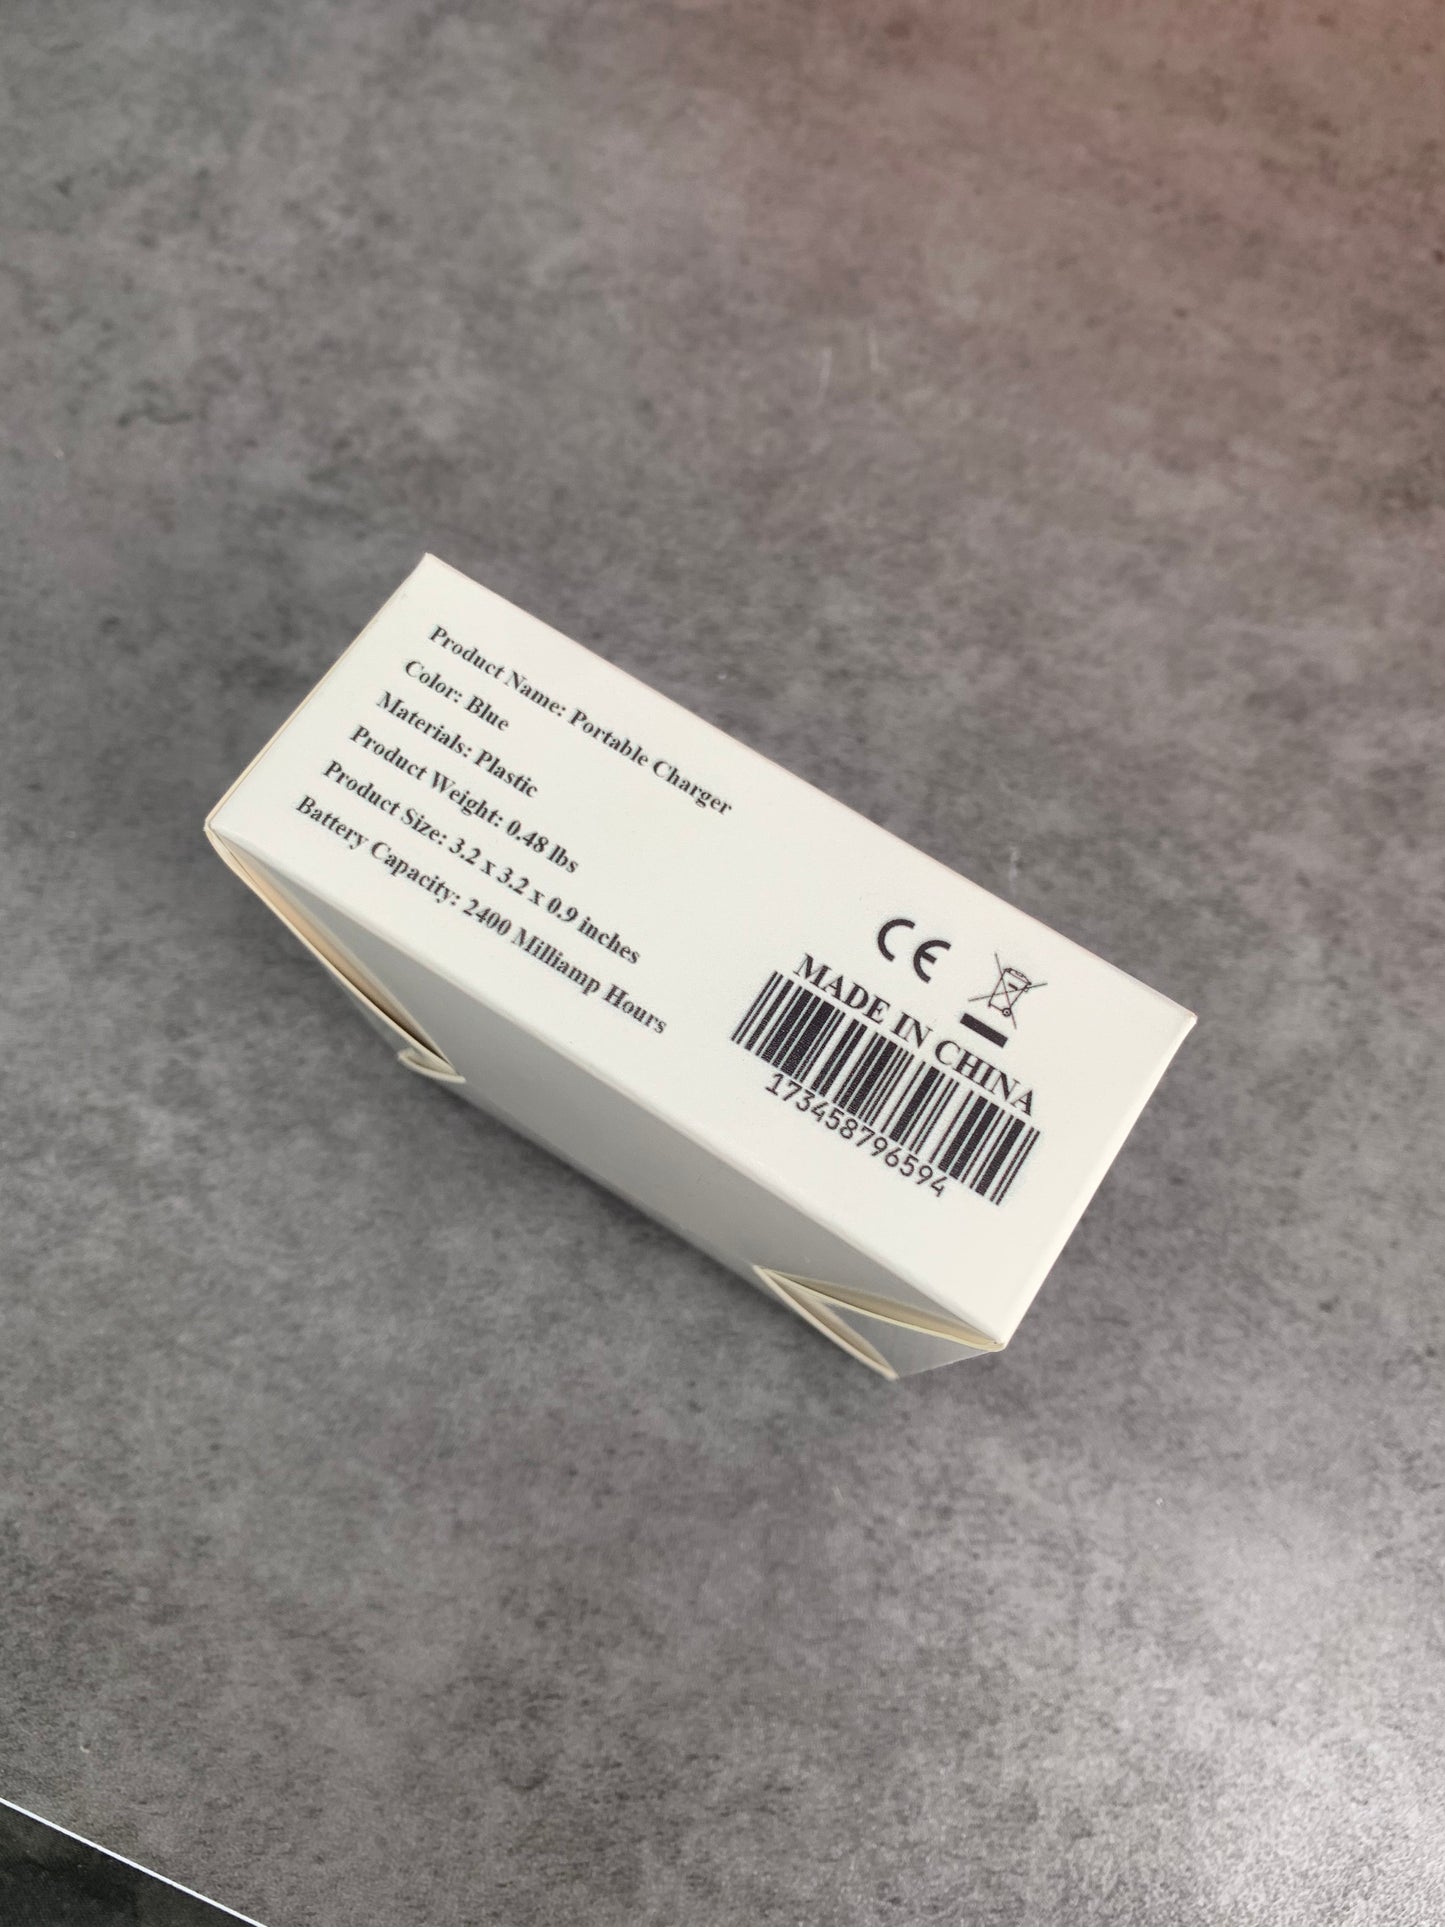 Product Name: Portable Charger
Color: Blue
Materials: Plastic
Product Weight: 0.48 lbs
Product Size: 3.2 x 3.2 x 0.9 inches
Battery Capacity: 2400 Milliamp Hours
CE
MADE IN CHINA
173458796594